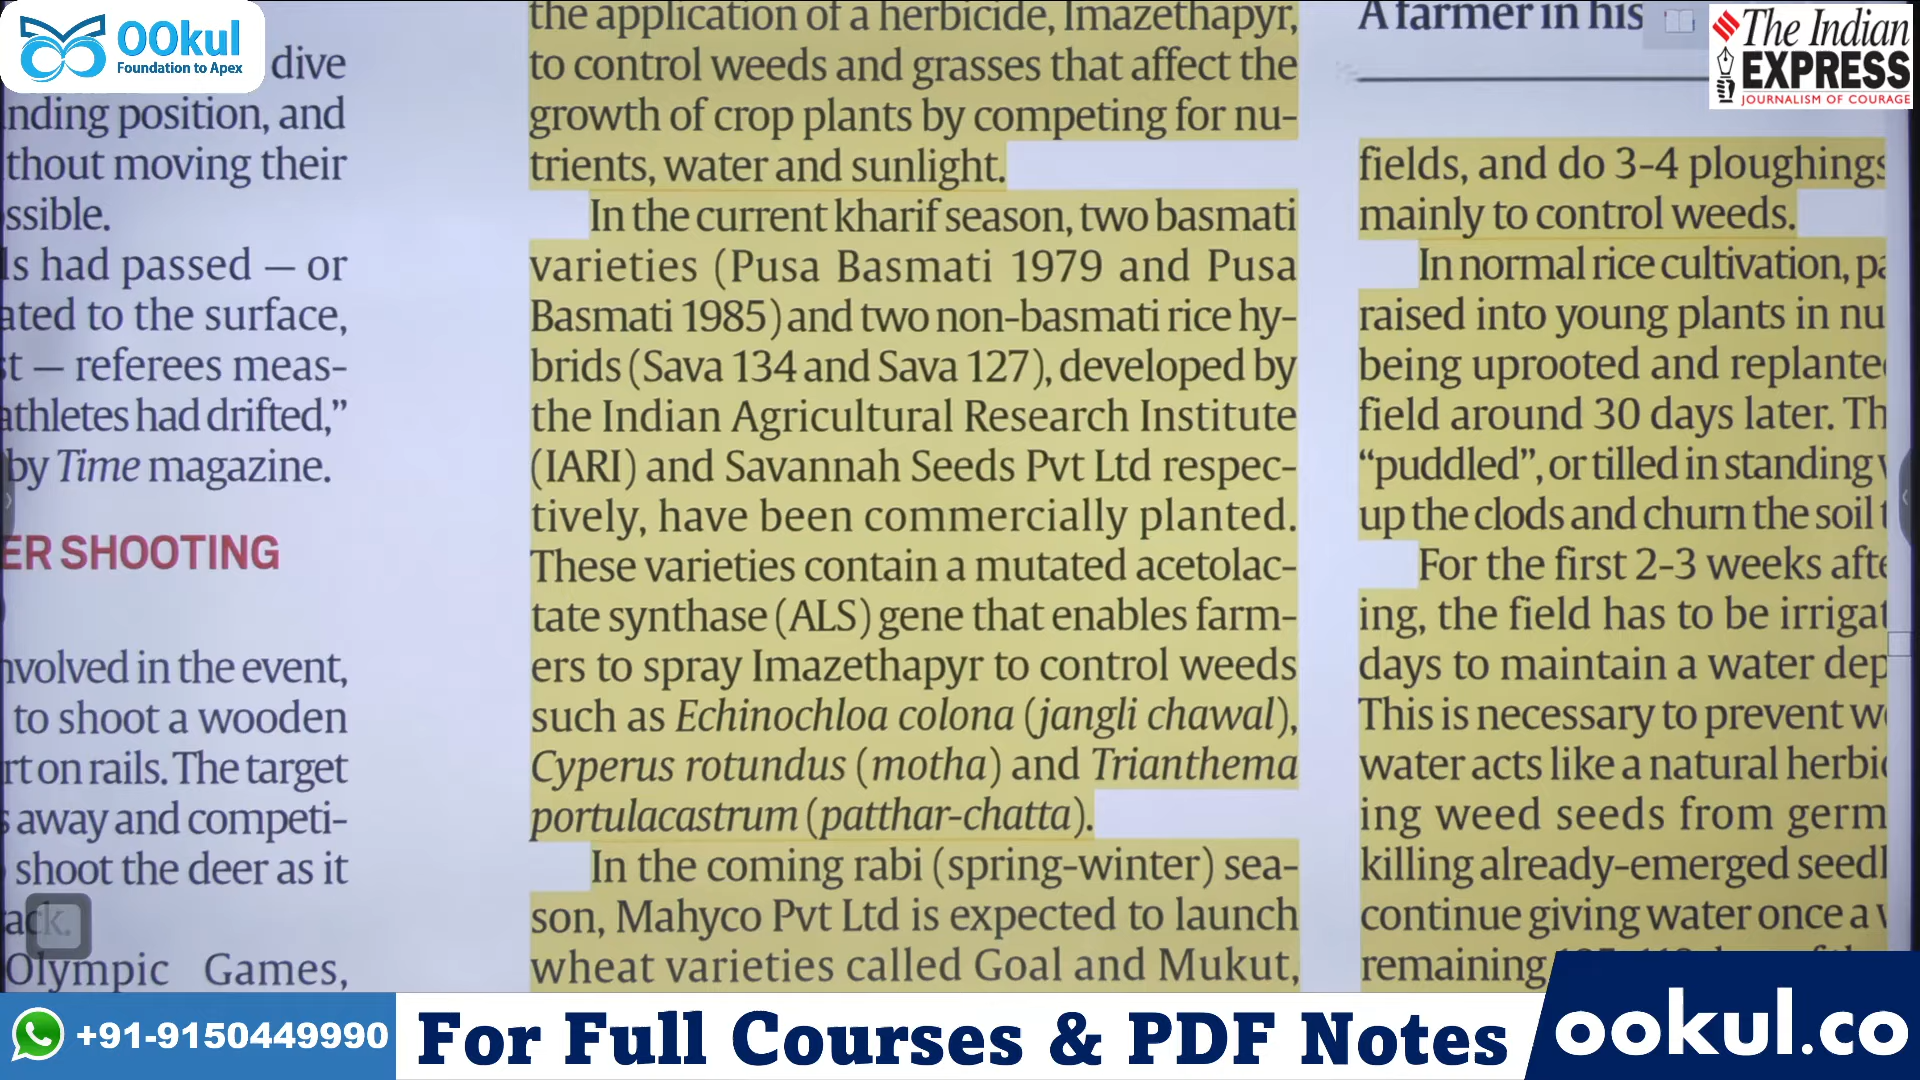 OOkul
Foundation to Apex
dive
nding position, and
thout moving their
ssible.
ls had passed — or
ated to the surface,
st — referees meas-
athletes had drifted,”
by Time magazine.
ER SHOOTING
nvolved in the event,
to shoot a wooden
rt on rails. The target
s away and competi-
shoot the deer as it
ack.
Olympic Games,
the application of a herbicide, Imazethapyr,
to control weeds and grasses that affect the
growth of crop plants by competing for nu-
trients, water and sunlight.
In the current kharif season, two basmati
varieties (Pusa Basmati 1979 and Pusa
Basmati 1985) and two non-basmati rice hy-
brids (Sava 134 and Sava 127), developed by
the Indian Agricultural Research Institute
(IARI) and Savannah Seeds Pvt Ltd respec-
tively, have been commercially planted.
These varieties contain a mutated acetolac-
tate synthase (ALS) gene that enables farm-
ers to spray Imazethapyr to control weeds
such as Echinochloa colona (jangli chawal),
Cyperus rotundus (motha) and Trianthema
portulacastrum (patthar-chatta).
In the coming rabi (spring-winter) sea-
son, Mahyco Pvt Ltd is expected to launch
wheat varieties called Goal and Mukut,
A farmer in his
The Indian
EXPRESS
JOURNALISM OF COURAGE
fields, and do 3-4 ploughings
mainly to control weeds.
In normal rice cultivation, pa
raised into young plants in nu
being uprooted and replante
field around 30 days later. Th
“puddled”, or tilled in standing w
up the clods and churn the soil t
For the first 2-3 weeks afte
ing, the field has to be irrigat
days to maintain a water dep
This is necessary to prevent we
water acts like a natural herbic
ing weed seeds from germ
killing already-emerged seedl
continue giving water once a w
remaining
+91-9150449990
For Full Courses & PDF Notes
ookul.co